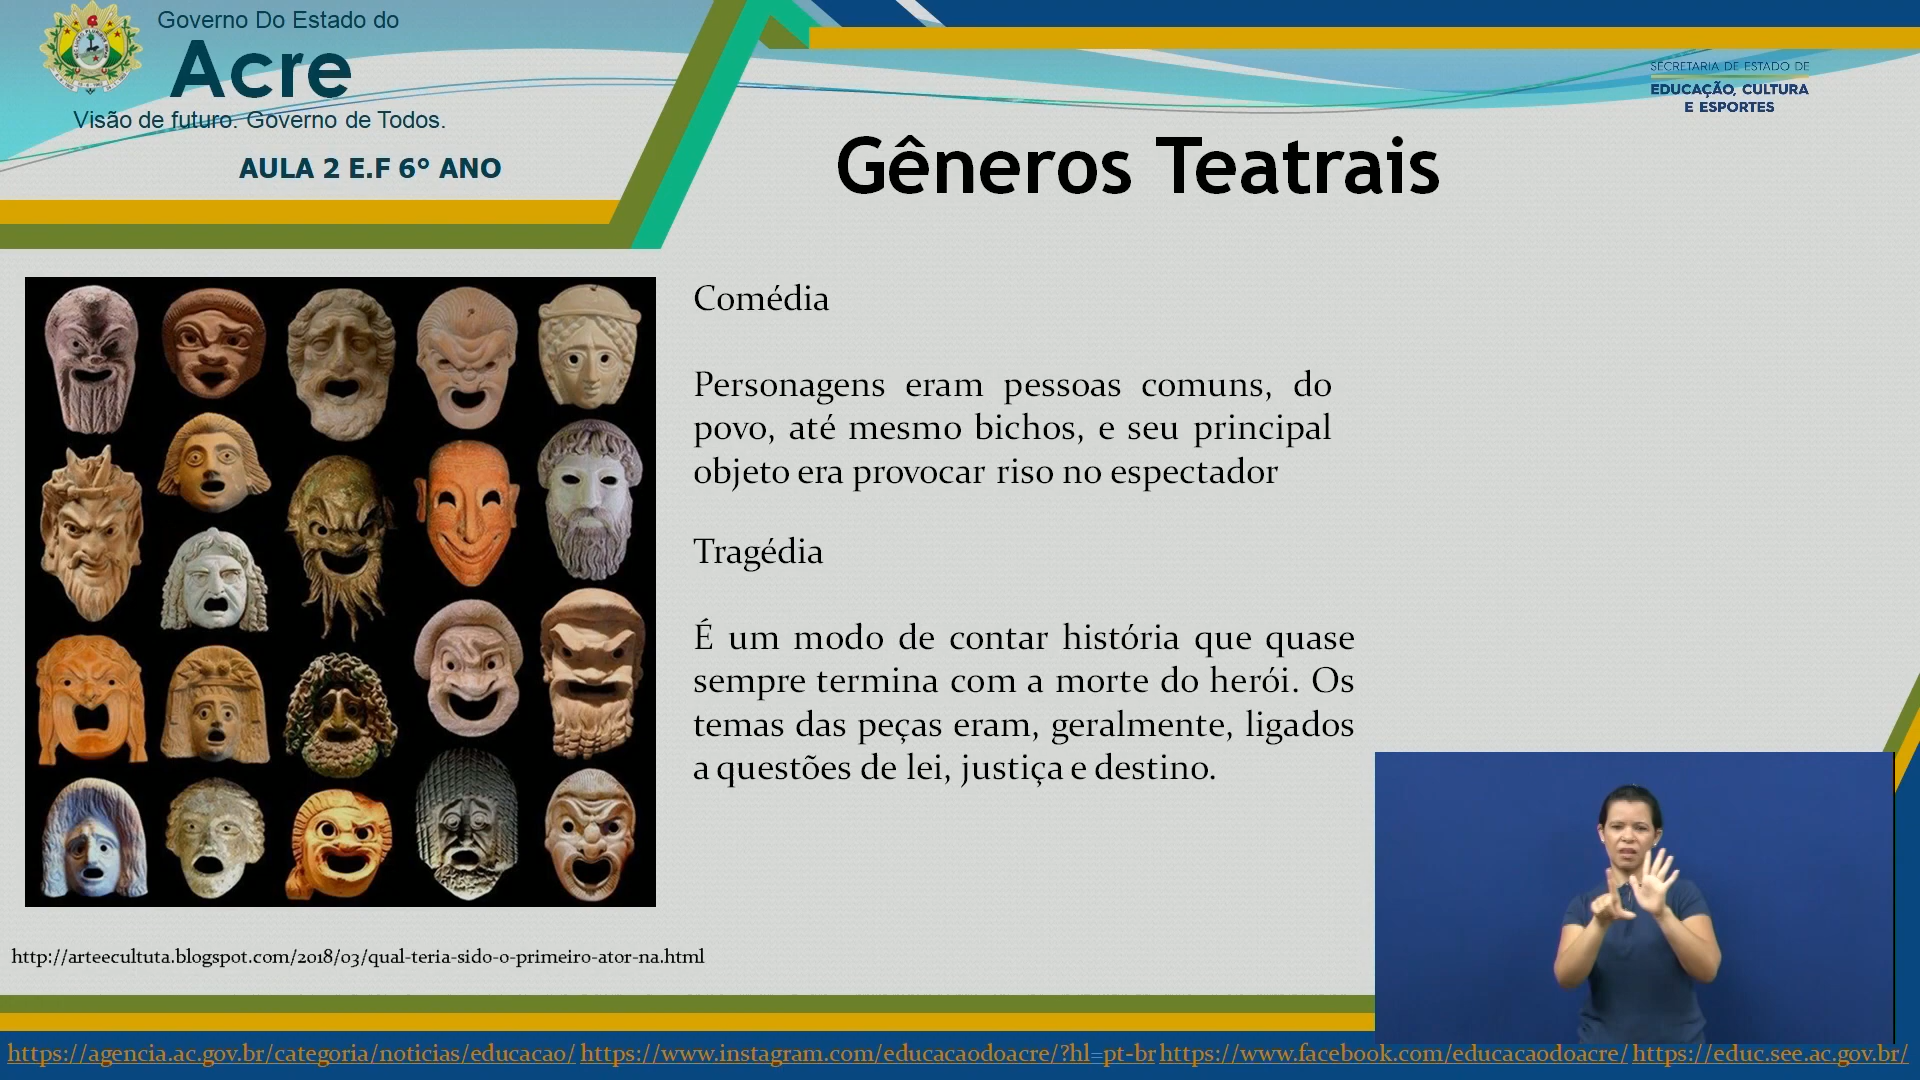 Governo Do Estado do
Acre
Visão de futuro. Governo de Todos.
AULA 2 E.F 6° ANO
SECRETARIA DE ESTADO DE
EDUCAÇÃO, CULTURA
E ESPORTES
Gêneros Teatrais
Comédia
Personagens eram pessoas comuns, do
povo, até mesmo bichos, e seu principal
objeto era provocar riso no espectador
Tragédia
É um modo de contar história que quase
sempre termina com a morte do herói. Os
temas das peças eram, geralmente, ligados
a questões de lei, justiça e destino.
http://arteecultuta.blogspot.com/2018/03/qual-teria-sido-o-primeiro-ator-na.html
https://agencia.ac.gov.br/categoria/noticias/educacao/ https://www.instagram.com/educacaodoacre/?hl=pt-br https://www.facebook.com/educacaodoacre/ https://educ.see.ac.gov.br/